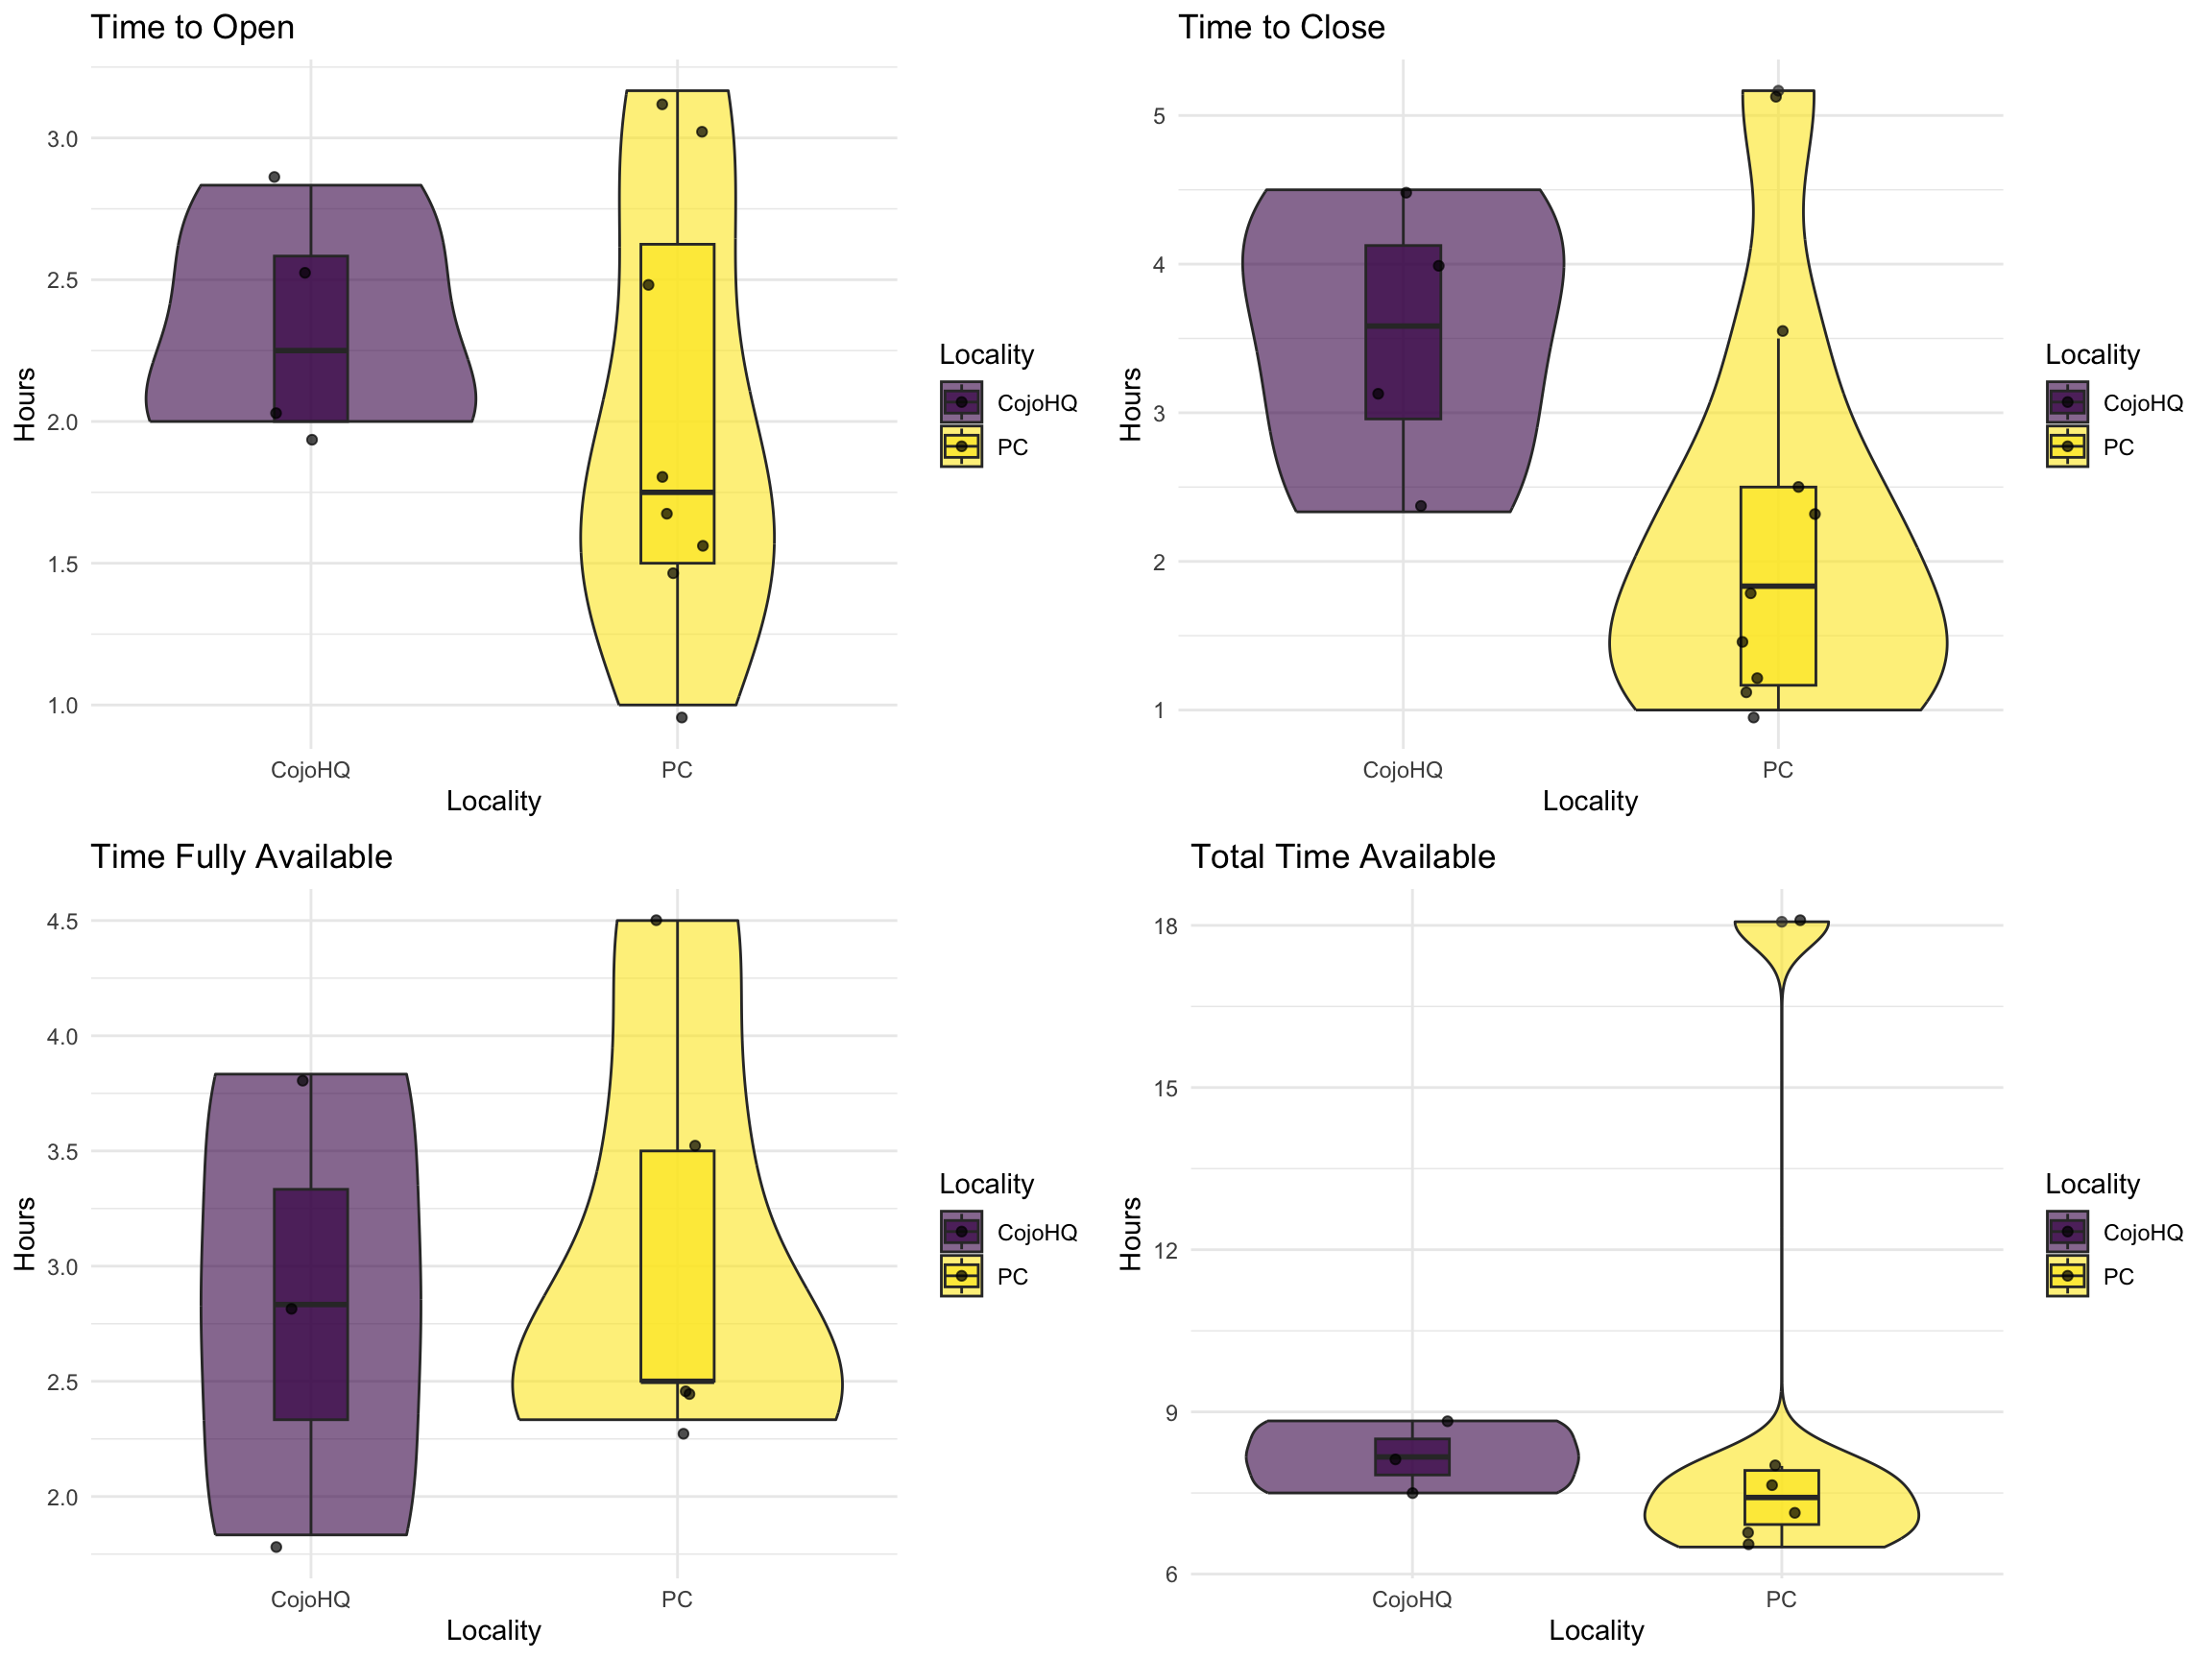 Time to Open
Hours
3.0
2.5
2.0
1.5
1.0
CojoHQ
PC
Locality
Locality
CojoHQ
PC
Time to Close
Hours
5
4
3
2
1
CojoHQ
PC
Locality
Locality
CojoHQ
PC
Time Fully Available
Hours
4.5
4.0
3.5
3.0
2.5
2.0
CojoHQ
PC
Locality
Locality
CojoHQ
PC
Total Time Available
Hours
18
15
12
9
6
CojoHQ
PC
Locality
Locality
CojoHQ
PC